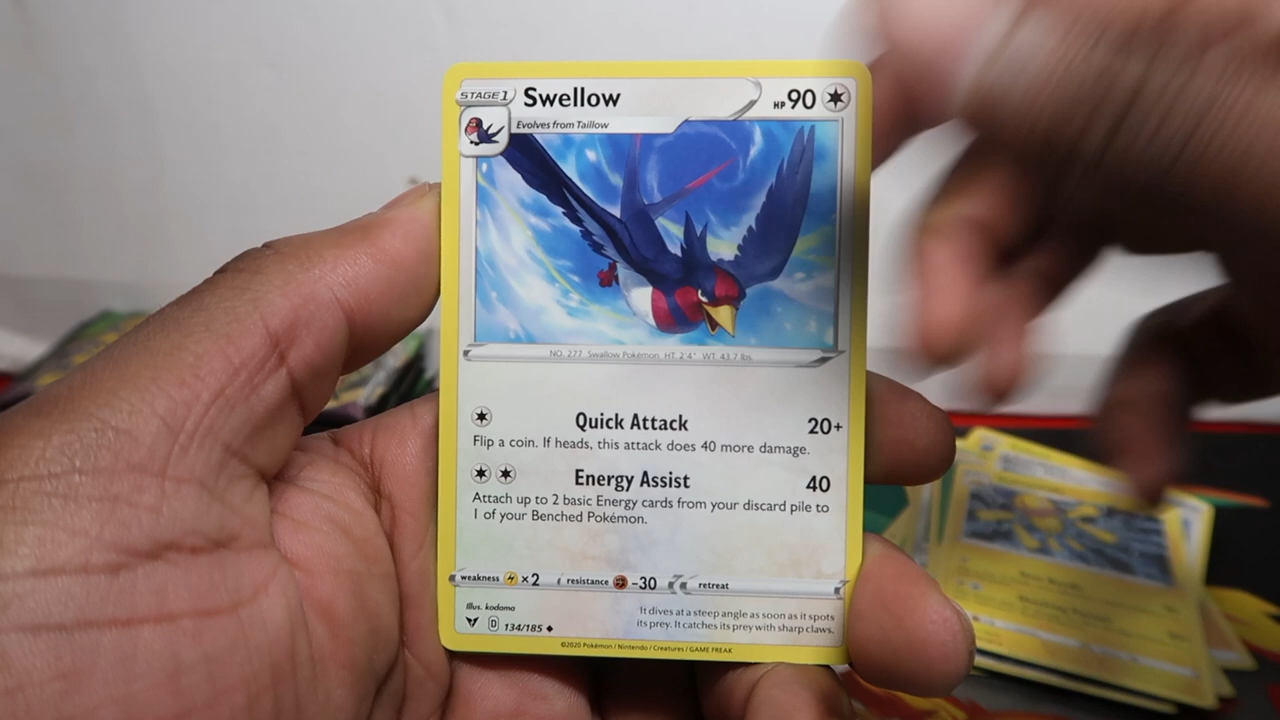 STAGE 1 Swellow HP 90
Evolves from Taillow
NO. 277 Swallow Pokémon HT: 2'4" WT: 43.7 lbs.
Quick Attack 20+
Flip a coin. If heads, this attack does 40 more damage.
Energy Assist 40
Attach up to 2 basic Energy cards from your discard pile to
1 of your Benched Pokémon.
weakness ×2 resistance -30 retreat
Illus. kodama
It dives at a steep angle as soon as it spots
its prey. It catches its prey with sharp claws.
D 134/185
©2020 Pokémon / Nintendo / Creatures / GAME FREAK